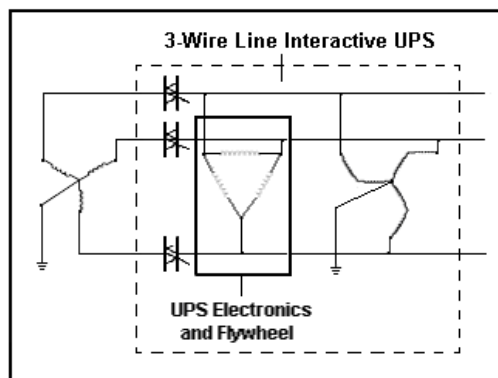 3-Wire Line Interactive UPS
UPS Electronics
and Flywheel